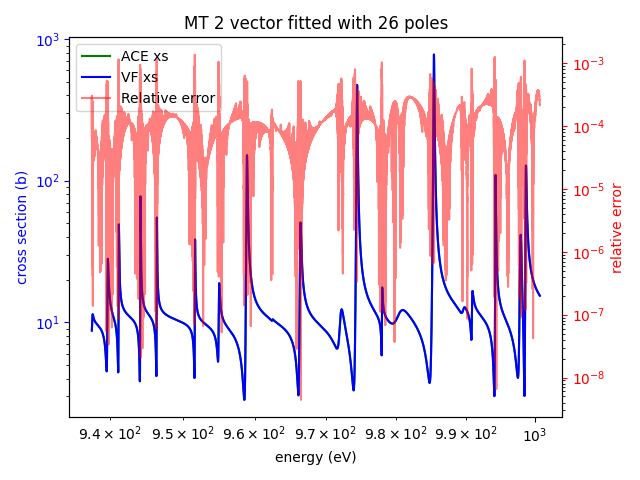 MT 2 vector fitted with 26 poles
ACE xs
VF xs
Relative error
cross section (b)
10³
10²
10¹
relative error
10⁻³
10⁻⁴
10⁻⁵
10⁻⁶
10⁻⁷
10⁻⁸
9.4 × 10² 9.5 × 10² 9.6 × 10² 9.7 × 10² 9.8 × 10² 9.9 × 10² 10³
energy (eV)